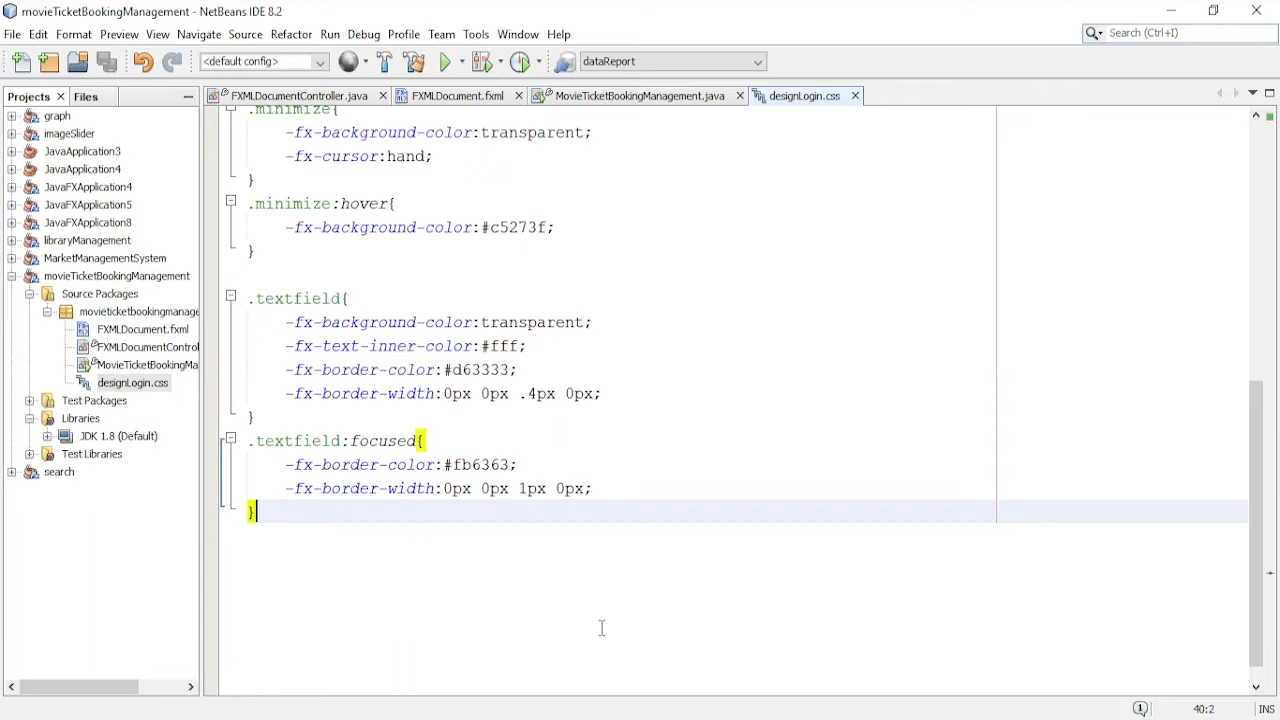 movieTicketBookingManagement - NetBeans IDE 8.2
File Edit Format Preview View Navigate Source Refactor Run Debug Profile Team Tools Window Help
Search (Ctrl+I)
<default config>
dataReport
Projects Files
FXMLDocumentController.java FXMLDocument.fxml MovieTicketBookingManagement.java designLogin.css
graph
imageSlider
JavaApplication3
JavaApplication4
JavaFXApplication4
JavaFXApplication5
JavaFXApplication8
libraryManagement
MarketManagementSystem
movieTicketBookingManagement
Source Packages
movieticketbookingmanage
FXMLDocument.fxml
FXMLDocumentContro
MovieTicketBookingMa
designLogin.css
Test Packages
Libraries
JDK 1.8 (Default)
Test Libraries
search
.minimize{
-fx-background-color:transparent;
-fx-cursor:hand;
}
.minimize:hover{
-fx-background-color:#c5273f;
}
.textfield{
-fx-background-color:transparent;
-fx-text-inner-color:#fff;
-fx-border-color:#d63333;
-fx-border-width:0px 0px .4px 0px;
}
.textfield:focused{
-fx-border-color:#fb6363;
-fx-border-width:0px 0px 1px 0px;
}
40:2
INS